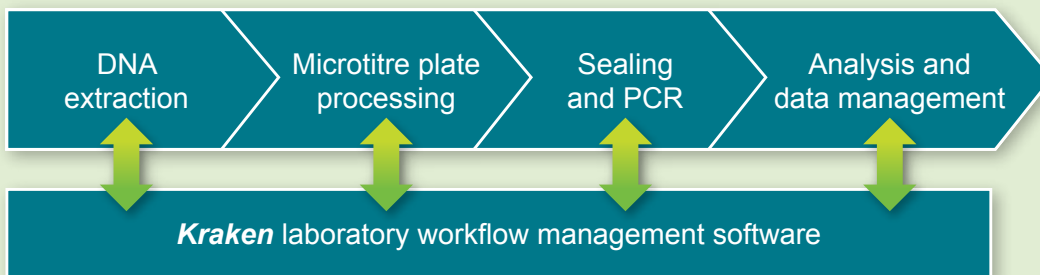 DNA
extraction
Microtitre plate
processing
Sealing
and PCR
Analysis and
data management
Kraken laboratory workflow management software